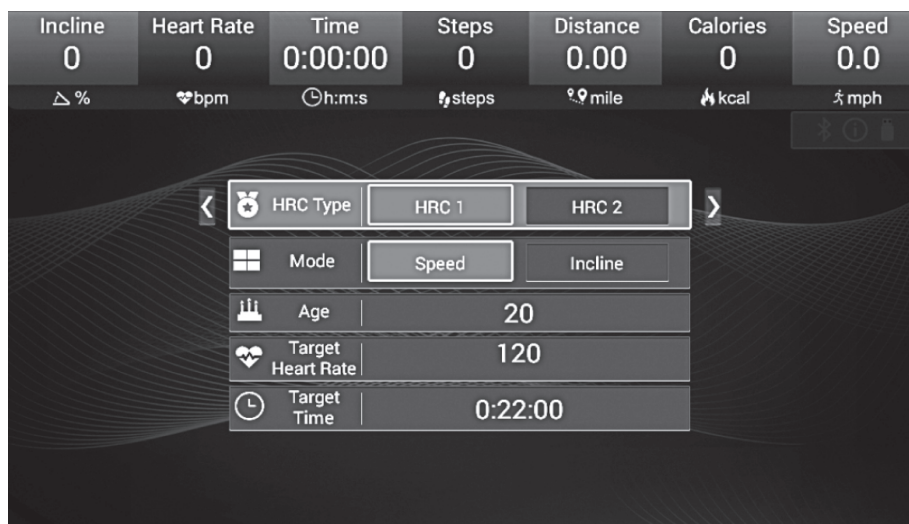 Incline Heart Rate Time Steps Distance Calories Speed
0 0 0:00:00 0 0.00 0 0.0
% bpm h:m:s steps mile kcal mph
HRC Type HRC 1 HRC 2
Mode Speed Incline
Age 20
Target Heart Rate 120
Target Time 0:22:00